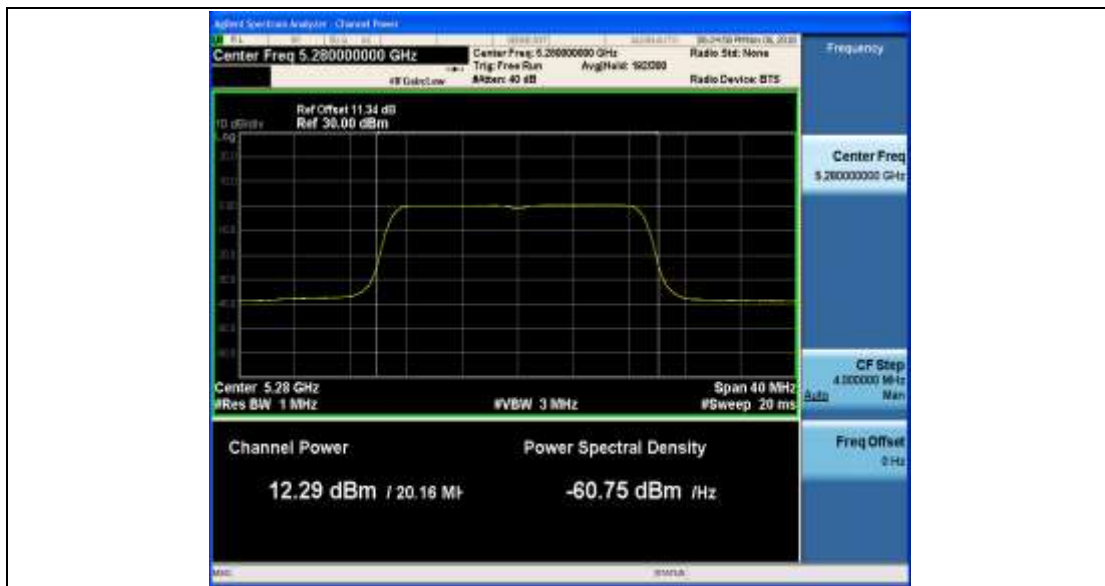 Agilent Spectrum Analyzer - Channel Power
Center Freq 5.280000000 GHz
Center Freq: 5.280000000 GHz
Radio Std: None
Trig: Free Run
Avg|Hold:
#IFGain:Low
#Atten: 40 dB
Radio Device: BTS
Ref Offset 11.34 dB
10 dB/div
Ref 30.00 dBm
Log
Center 5.28 GHz
Span 40 MHz
#Res BW 1 MHz
#VBW 3 MHz
#Sweep 20 ms
Channel Power
Power Spectral Density
12.29 dBm / 20.16 MH
-60.75 dBm /Hz
MSG
STATUS
Frequency
Center Freq
5.280000000 GHz
CF Step
4.000000 MHz
Auto Man
Freq Offset
0 Hz